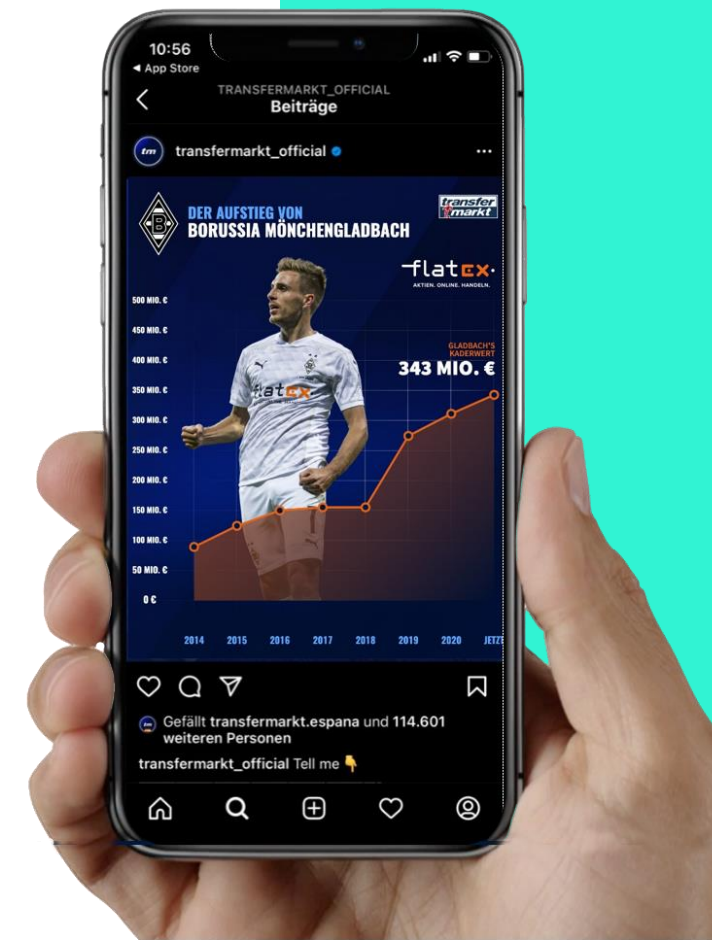 10:56
◀ App Store
TRANSFERMARKT_OFFICIAL
Beiträge
tm
transfermarkt_official
B
DER AUFSTIEG VON
BORUSSIA MÖNCHENGLADBACH
transfer
markt
flatex
AKTIEN. ONLINE. HANDELN.
500 MIO. €
450 MIO. €
400 MIO. €
350 MIO. €
300 MIO. €
250 MIO. €
200 MIO. €
150 MIO. €
100 MIO. €
50 MIO. €
0 €
GLADBACH'S
KADERWERT
343 MIO. €
flatex
2014 2015 2016 2017 2018 2019 2020 JETZT
Gefällt transfermarkt.espana und 114.601
weiteren Personen
transfermarkt_official Tell me 👇